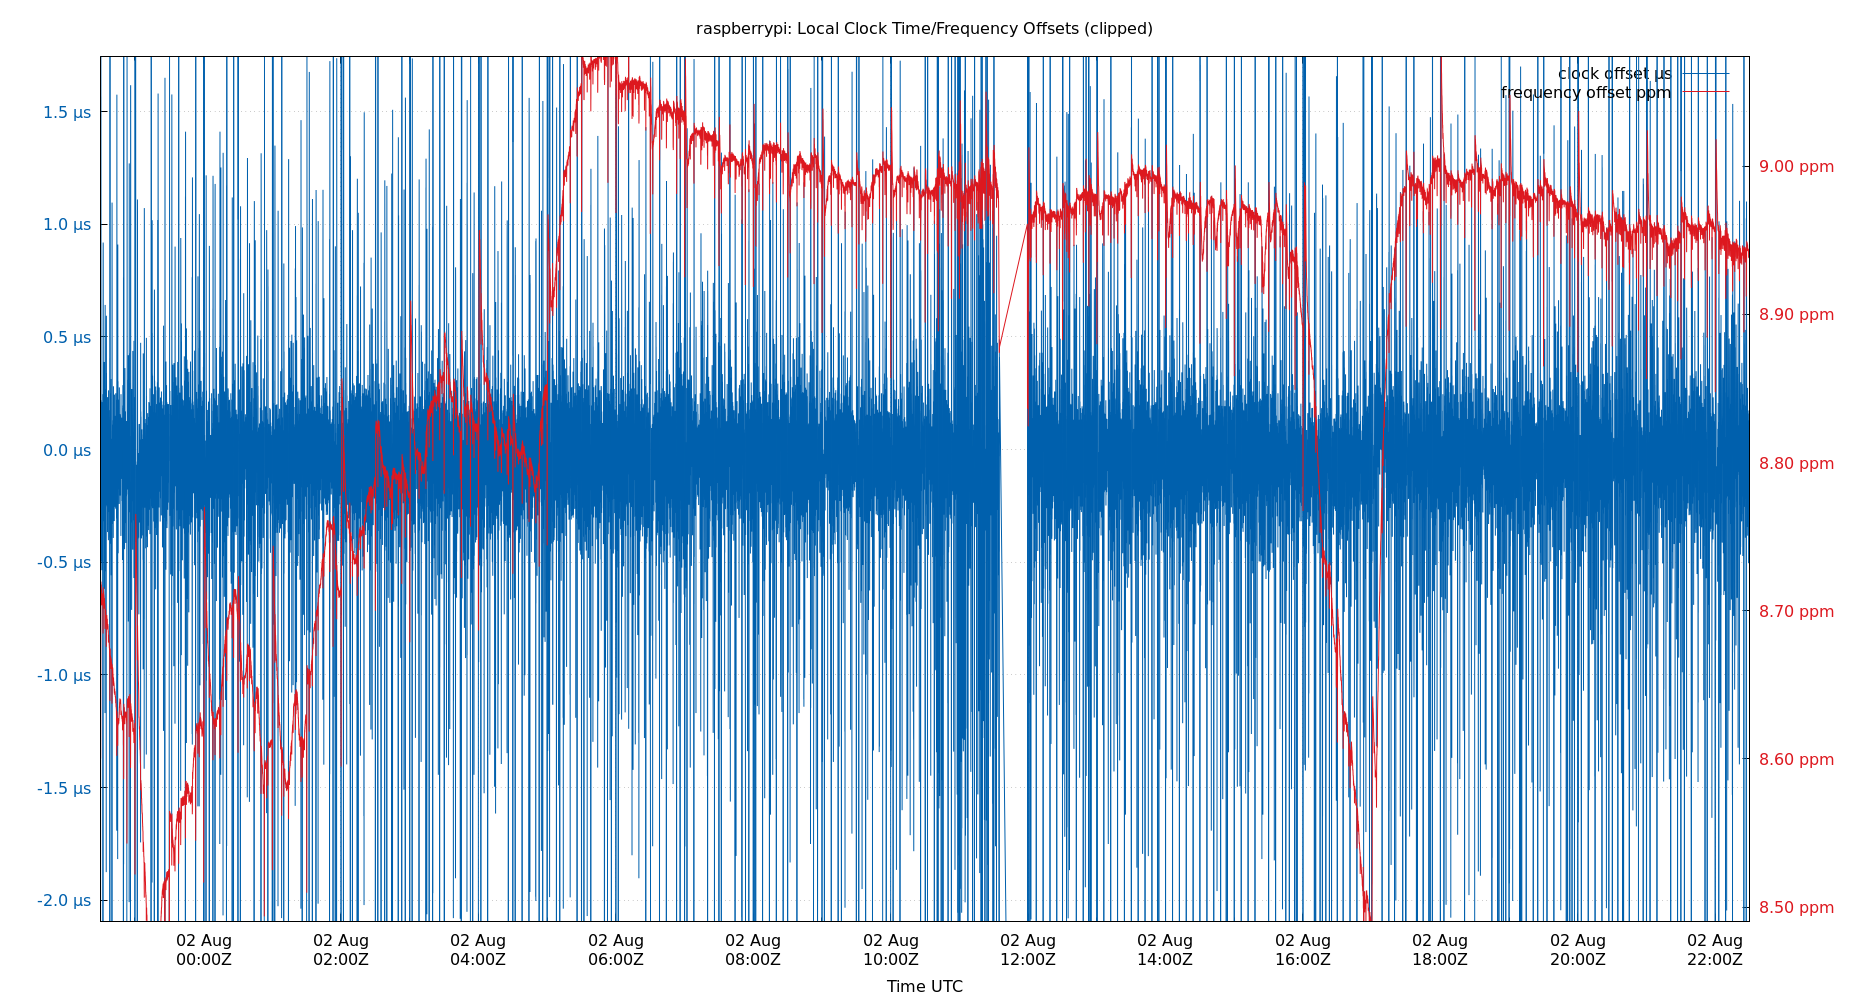 raspberrypi: Local Clock Time/Frequency Offsets (clipped)
clock offset µs
frequency offset ppm
1.5 µs
1.0 µs
0.5 µs
0.0 µs
-0.5 µs
-1.0 µs
-1.5 µs
-2.0 µs
9.00 ppm
8.90 ppm
8.80 ppm
8.70 ppm
8.60 ppm
8.50 ppm
02 Aug
00:00Z
02 Aug
02:00Z
02 Aug
04:00Z
02 Aug
06:00Z
02 Aug
08:00Z
02 Aug
10:00Z
02 Aug
12:00Z
02 Aug
14:00Z
02 Aug
16:00Z
02 Aug
18:00Z
02 Aug
20:00Z
02 Aug
22:00Z
Time UTC